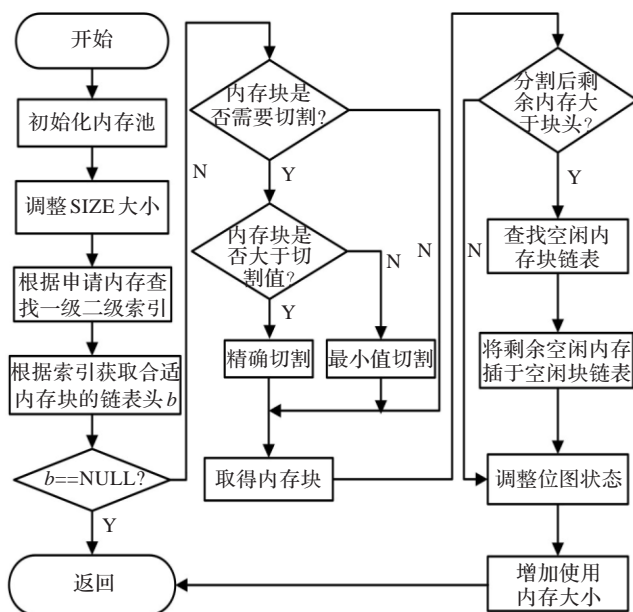 开始
初始化内存池
调整SIZE大小
根据申请内存查
找一级二级索引
根据索引获取合适
内存块的链表头b
b==NULL?
Y
返回
N
内存块是
否需要切割?
Y
内存块是
否大于切
割值?
N
N
Y
精确切割
最小值切割
取得内存块
分割后剩
余内存大
于块头?
Y
N
查找空闲内
存块链表
将剩余空闲内存
插于空闲块链表
调整位图状态
增加使用
内存大小